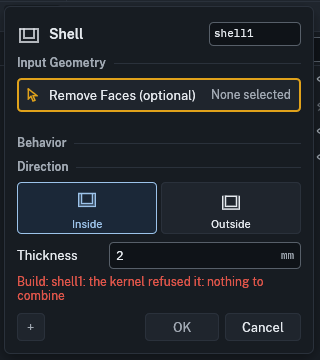 Shell shell1
Input Geometry
Remove Faces (optional) None selected
Behavior
Direction
Inside Outside
Thickness 2 mm
Build: shell1: the kernel refused it: nothing to
combine
+ OK Cancel